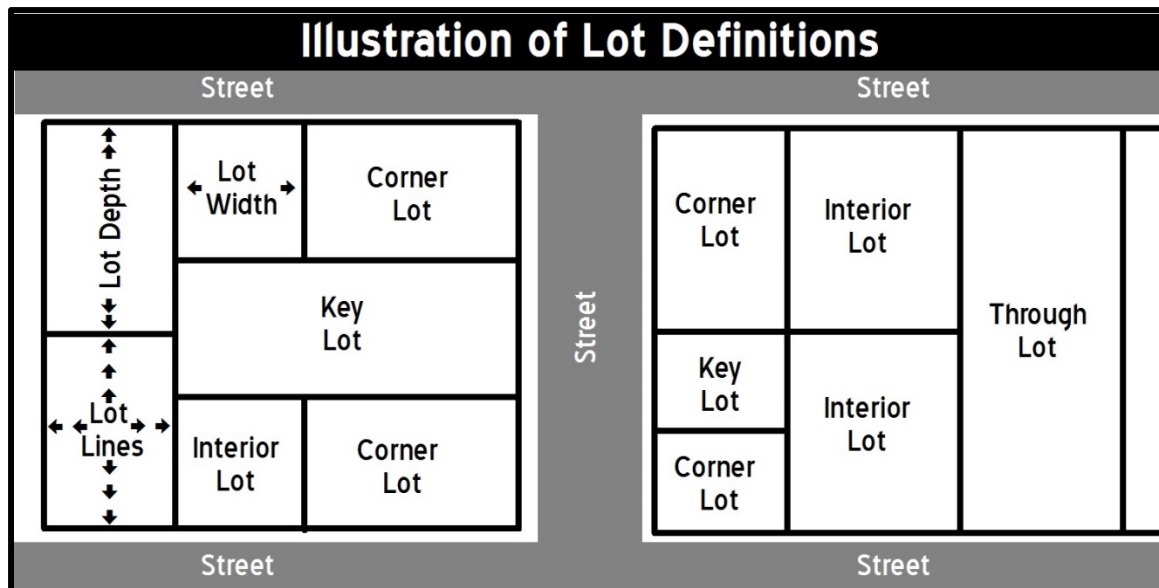 Illustration of Lot Definitions
Street
Street
Lot Depth
Lot
Width
Corner
Lot
Key
Lot
Lot
Lines
Interior
Lot
Corner
Lot
Street
Corner
Lot
Interior
Lot
Through
Lot
Key
Lot
Interior
Lot
Corner
Lot
Street
Street